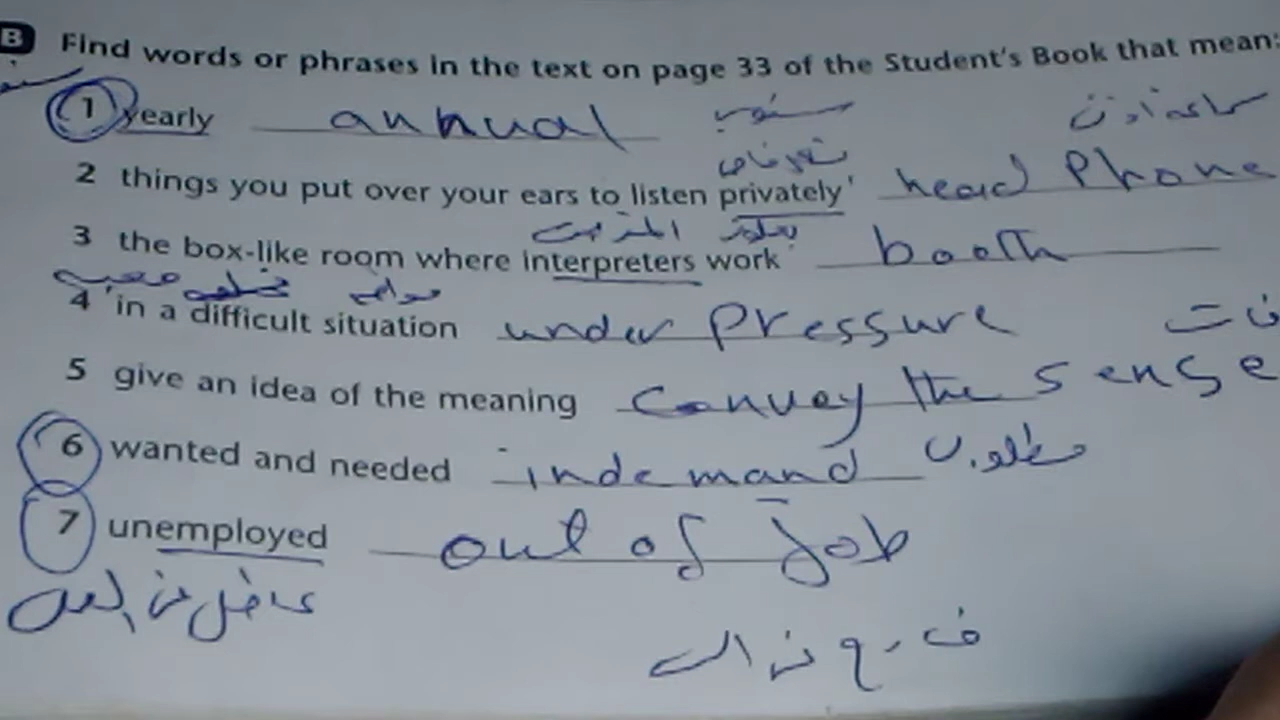 B Find words or phrases in the text on page 33 of the Student's Book that mean:
1 yearly annual
2 things you put over your ears to listen privately head Phone
3 the box-like room where interpreters work booth
4 in a difficult situation under Pressure
5 give an idea of the meaning convey the sense
6 wanted and needed in demand مطلوب
7 unemployed out of Job
عاطل عن العمل